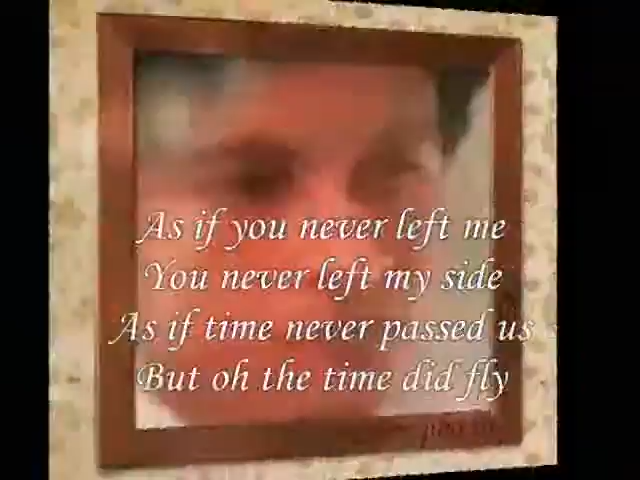 As if you never left me
You never left my side
As if time never passed us
But oh the time did fly